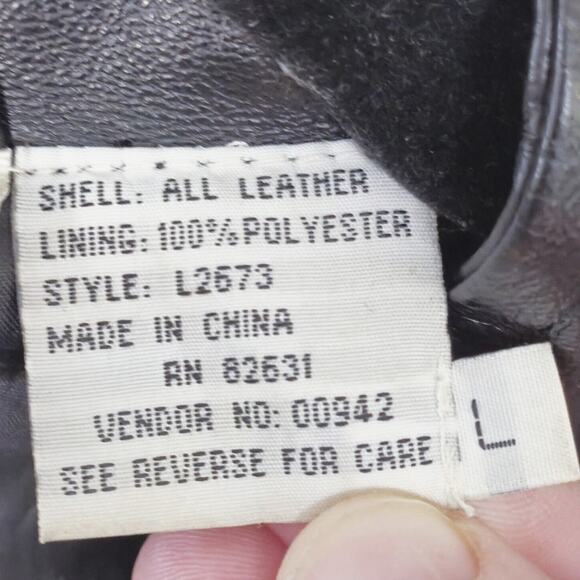 SHELL: ALL LEATHER
LINING: 100% POLYESTER
STYLE: L2673
MADE IN CHINA
RN 82631
VENDOR NO: 00942
SEE REVERSE FOR CARE
L